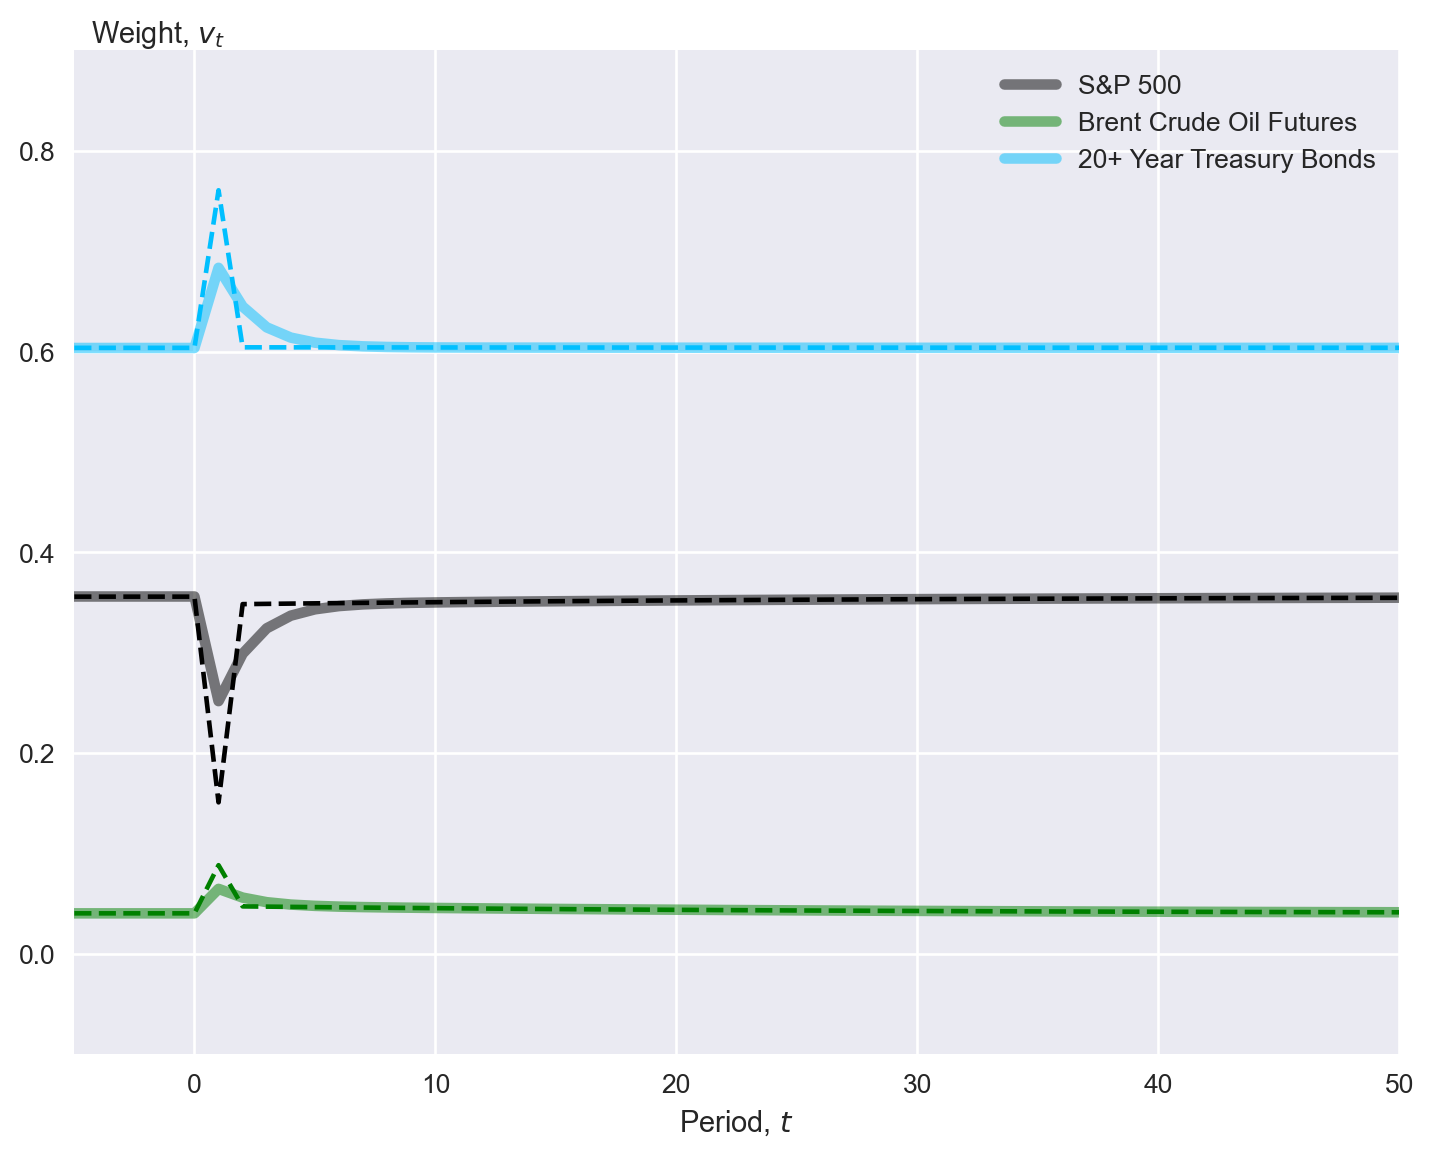 Weight, vₜ
S&P 500
Brent Crude Oil Futures
20+ Year Treasury Bonds
0.8
0.6
0.4
0.2
0.0
0 10 20 30 40 50
Period, t